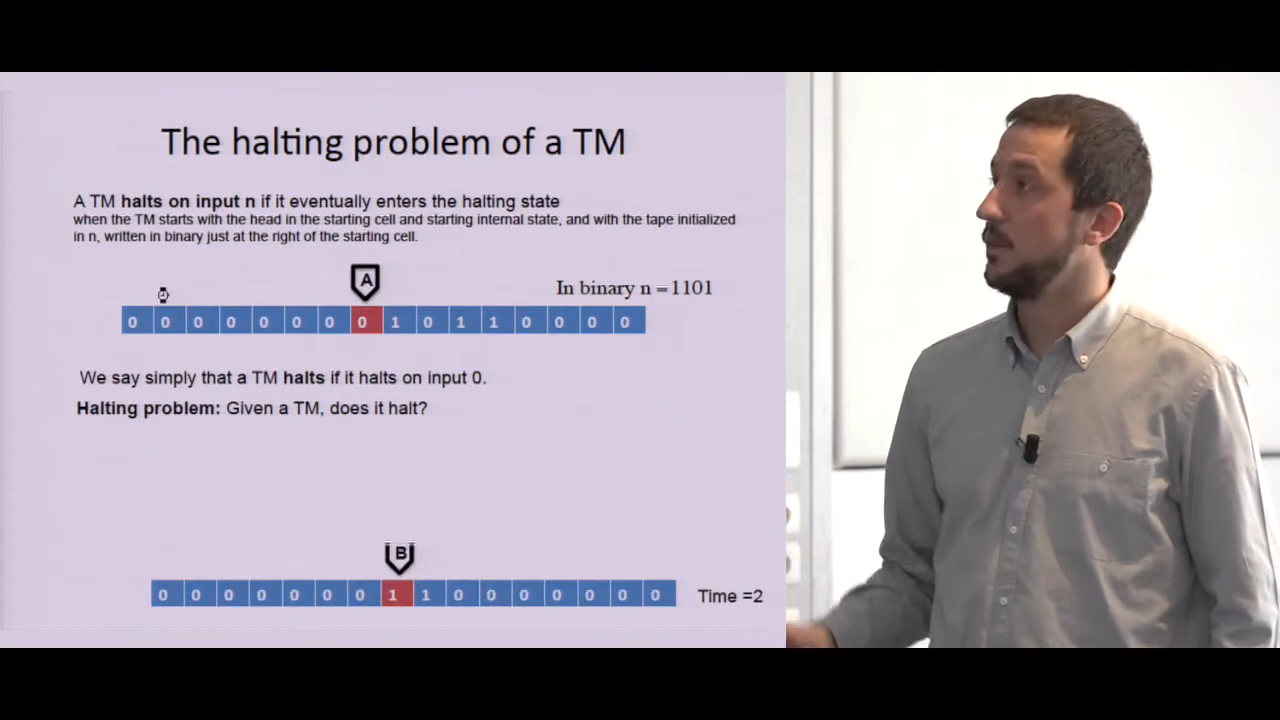 The halting problem of a TM
A TM halts on input n if it eventually enters the halting state
when the TM starts with the head in the starting cell and starting internal state, and with the tape initialized
in n, written in binary just at the right of the starting cell.
A
In binary n = 1101
0 0 0 0 0 0 0 0 1 0 1 1 0 0 0 0
We say simply that a TM halts if it halts on input 0.
Halting problem: Given a TM, does it halt?
B
0 0 0 0 0 0 0 1 1 0 0 0 0 0 0 0
Time =2